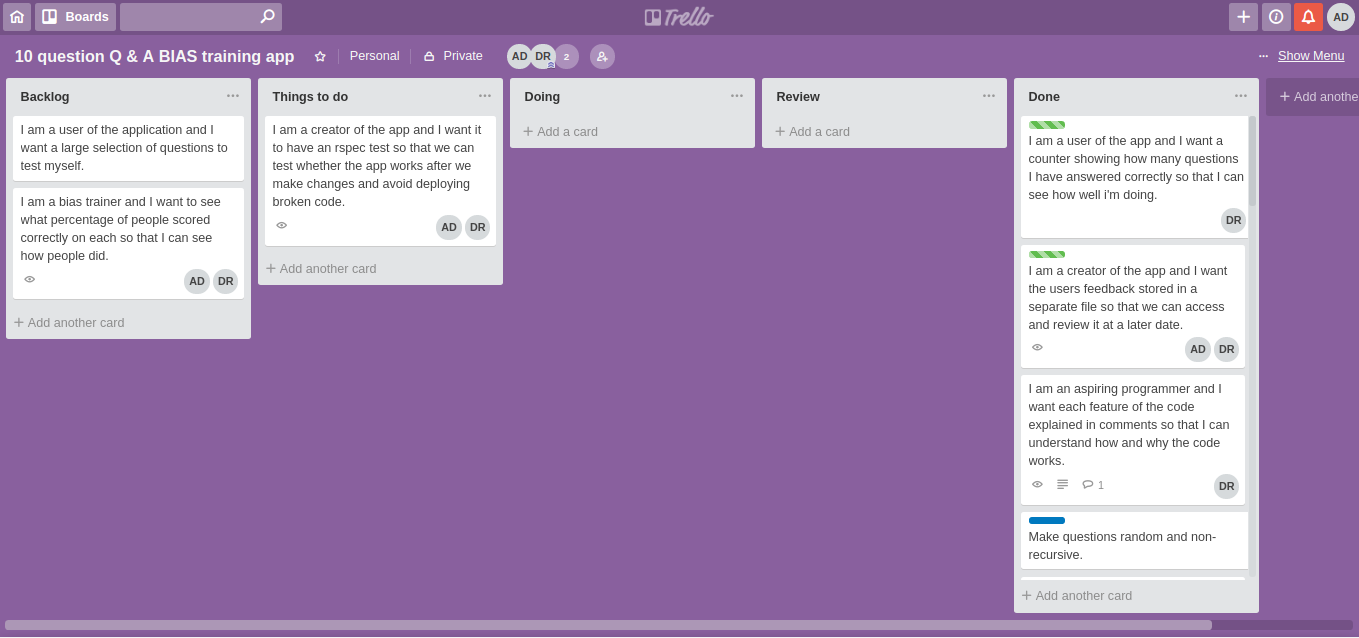 Boards
Trello
AD
10 question Q & A BIAS training app
Personal
Private
AD DR 2
Show Menu
Backlog
I am a user of the application and I
want a large selection of questions to
test myself.
I am a bias trainer and I want to see
what percentage of people scored
correctly on each so that I can see
how people did.
AD DR
Add another card
Things to do
I am a creator of the app and I want it
to have an rspec test so that we can
test whether the app works after we
make changes and avoid deploying
broken code.
AD DR
Add another card
Doing
Add a card
Review
Add a card
Done
I am a user of the app and I want a
counter showing how many questions
I have answered correctly so that I can
see how well i'm doing.
DR
I am a creator of the app and I want
the users feedback stored in a
separate file so that we can access
and review it at a later date.
AD DR
I am an aspiring programmer and I
want each feature of the code
explained in comments so that I can
understand how and why the code
works.
1
DR
Make questions random and non-
recursive.
Add another card
Add anothe